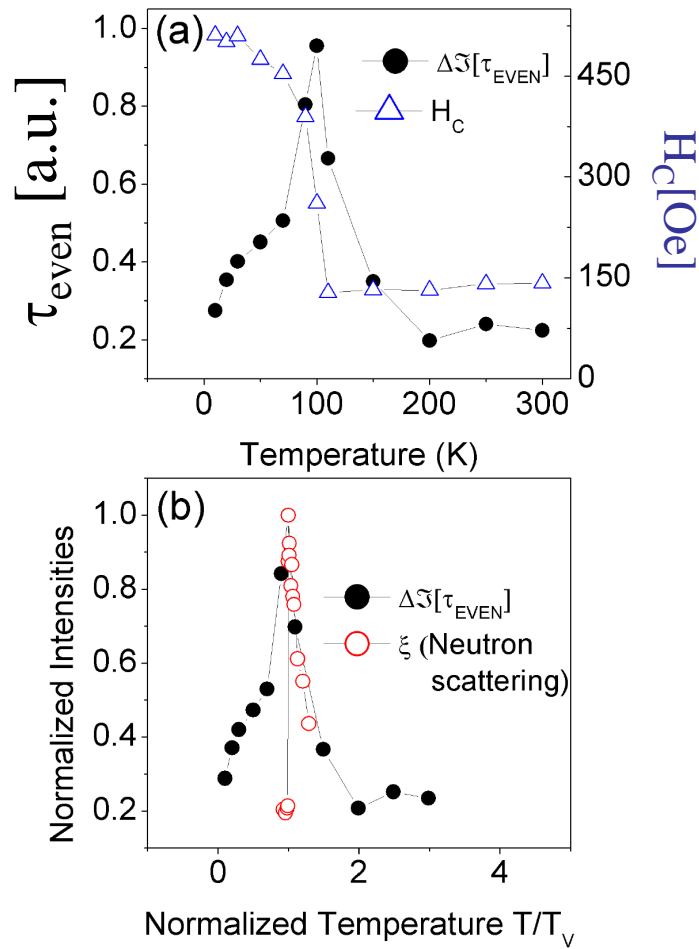 (a)
1.0
0.8
0.6
0.4
0.2
τeven [a.u.]
Δℑ[τEVEN]
HC
450
300
150
0
HC[Oe]
0 100 200 300
Temperature (K)
(b)
1.0
0.8
0.6
0.4
0.2
Normalized Intensities
Δℑ[τEVEN]
ξ (Neutron
scattering)
0 2 4
Normalized Temperature T/TV